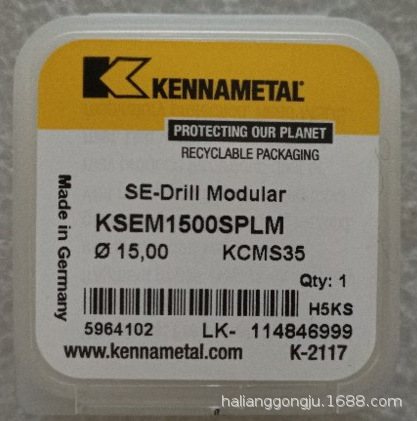 KENNAMETAL
PROTECTING OUR PLANET
RECYCLABLE PACKAGING
SE-Drill Modular
KSEM1500SPLM
Ø 15,00 KCMS35
Made in Germany
Qty: 1
H5KS
5964102 LK- 114846999
www.kennametal.com K-2117
halianggongju.1688.com